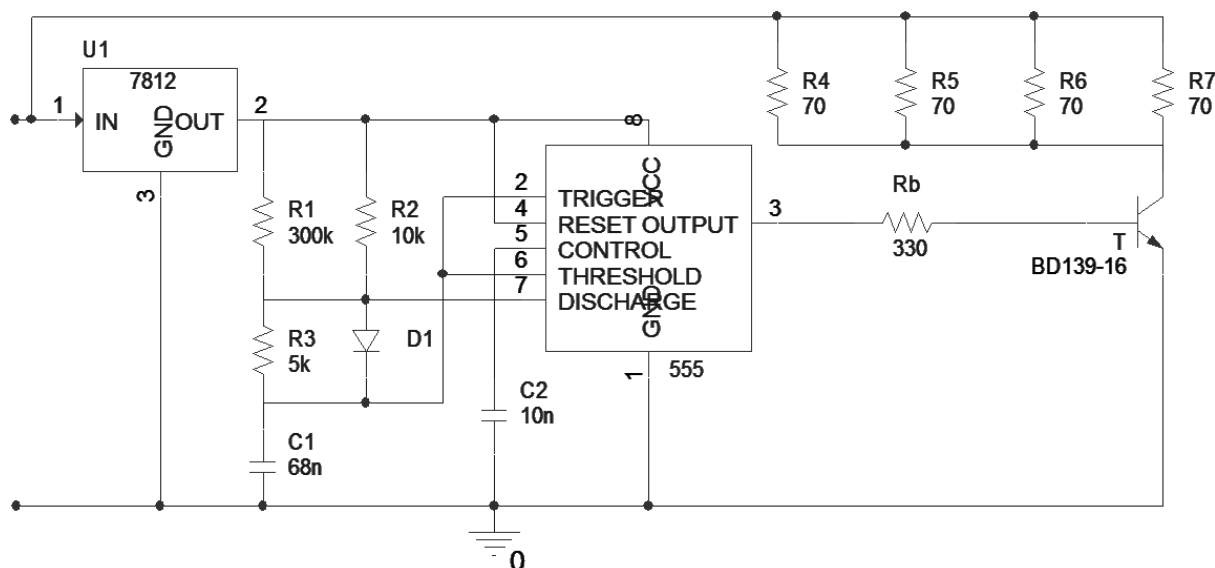 U1
7812
1
IN
GND
OUT
2
3
R1
300k
R2
10k
R3
5k
D1
C1
68n
C2
10n
0
2
4
5
6
7
8
VCC
TRIGGER
RESET OUTPUT
CONTROL
THRESHOLD
DISCHARGE
GND
1
555
3
Rb
330
R4
70
R5
70
R6
70
R7
70
T
BD139-16